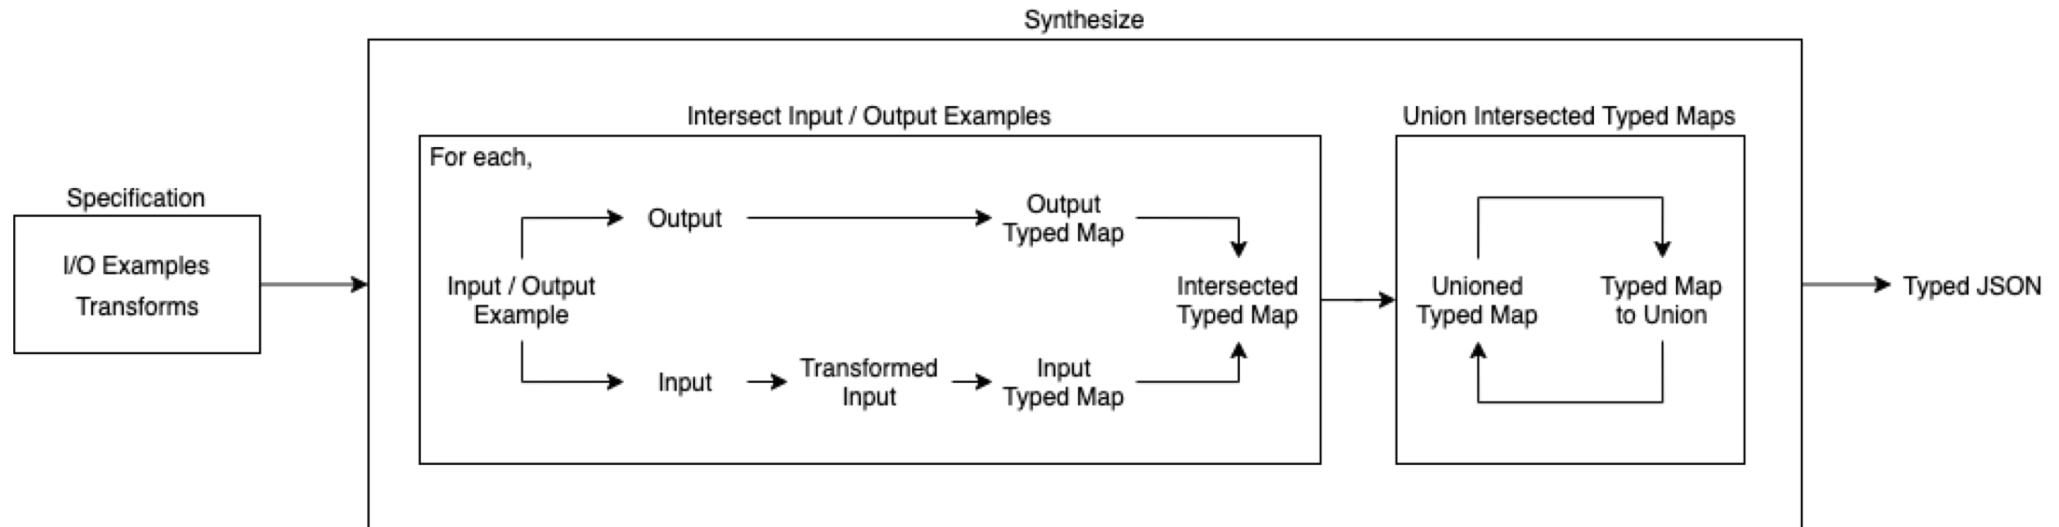 Synthesize
Intersect Input / Output Examples
Union Intersected Typed Maps
For each,
Specification
I/O Examples
Transforms
Output
Output
Typed Map
Input / Output
Example
Intersected
Typed Map
Input
Transformed
Input
Input
Typed Map
Unioned
Typed Map
Typed Map
to Union
Typed JSON